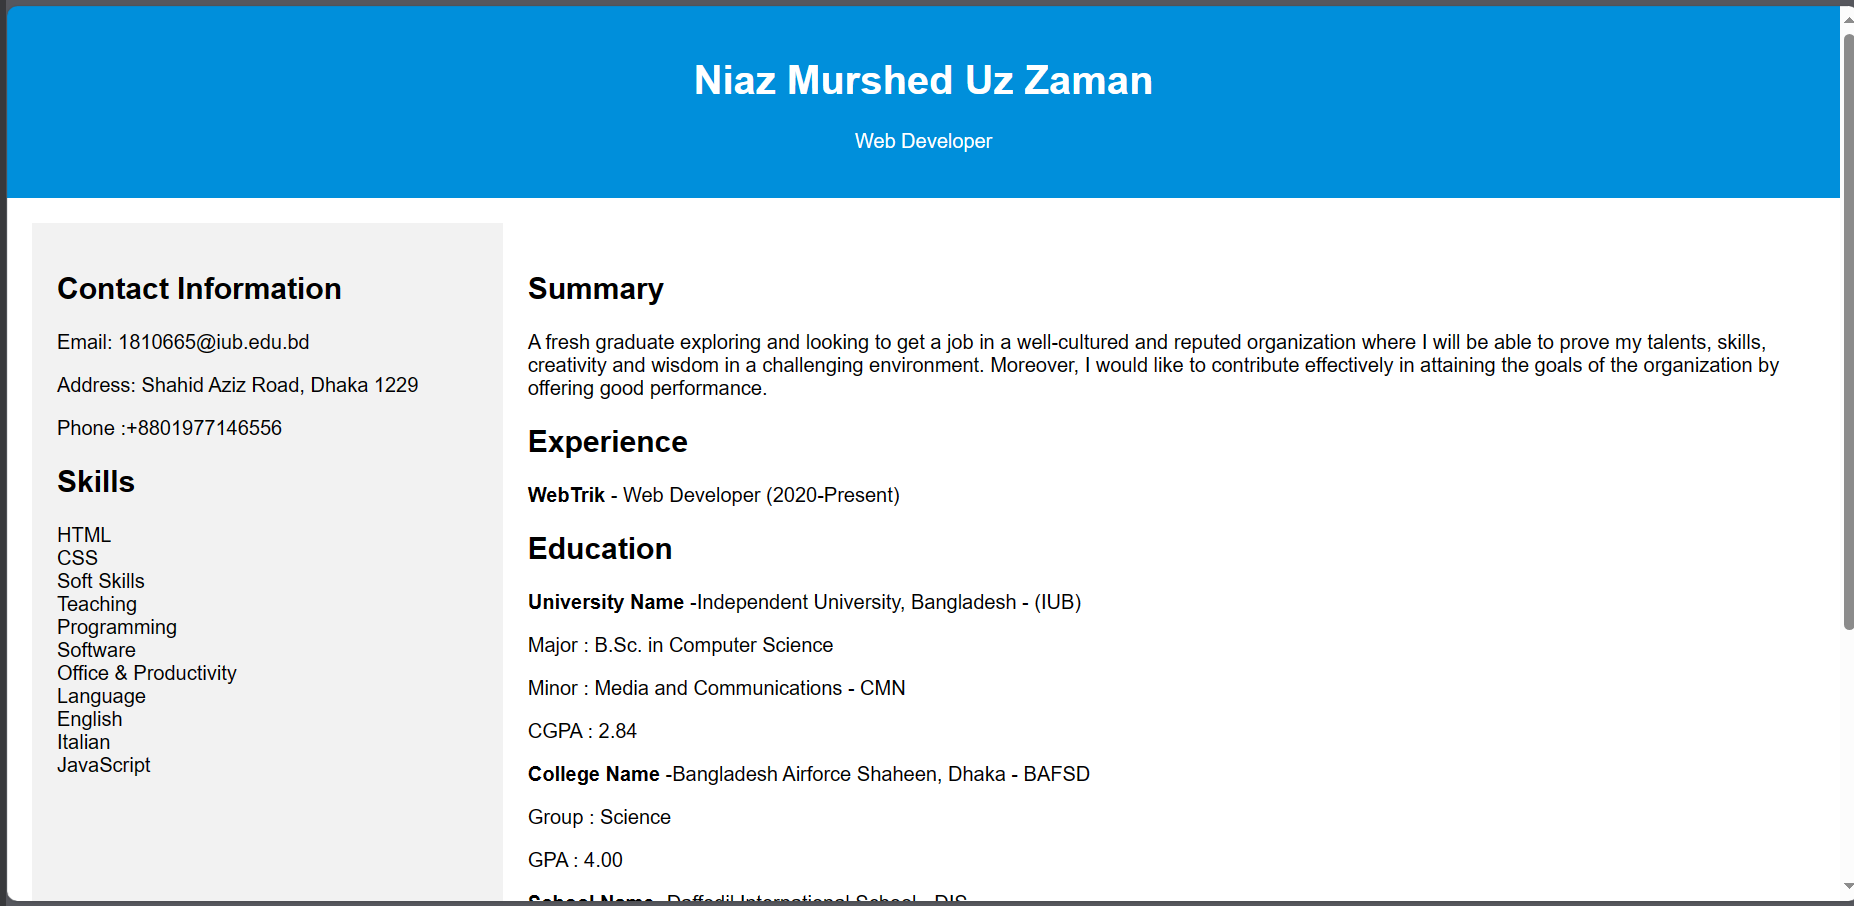 Niaz Murshed Uz Zaman
Web Developer
Contact Information
Email: 1810665@iub.edu.bd
Address: Shahid Aziz Road, Dhaka 1229
Phone :+8801977146556
Skills
HTML
CSS
Soft Skills
Teaching
Programming
Software
Office & Productivity
Language
English
Italian
JavaScript
Summary
A fresh graduate exploring and looking to get a job in a well-cultured and reputed organization where I will be able to prove my talents, skills,
creativity and wisdom in a challenging environment. Moreover, I would like to contribute effectively in attaining the goals of the organization by
offering good performance.
Experience
WebTrik - Web Developer (2020-Present)
Education
University Name -Independent University, Bangladesh - (IUB)
Major : B.Sc. in Computer Science
Minor : Media and Communications - CMN
CGPA : 2.84
College Name -Bangladesh Airforce Shaheen, Dhaka - BAFSD
Group : Science
GPA : 4.00
School Name -Daffodil International School - DIS